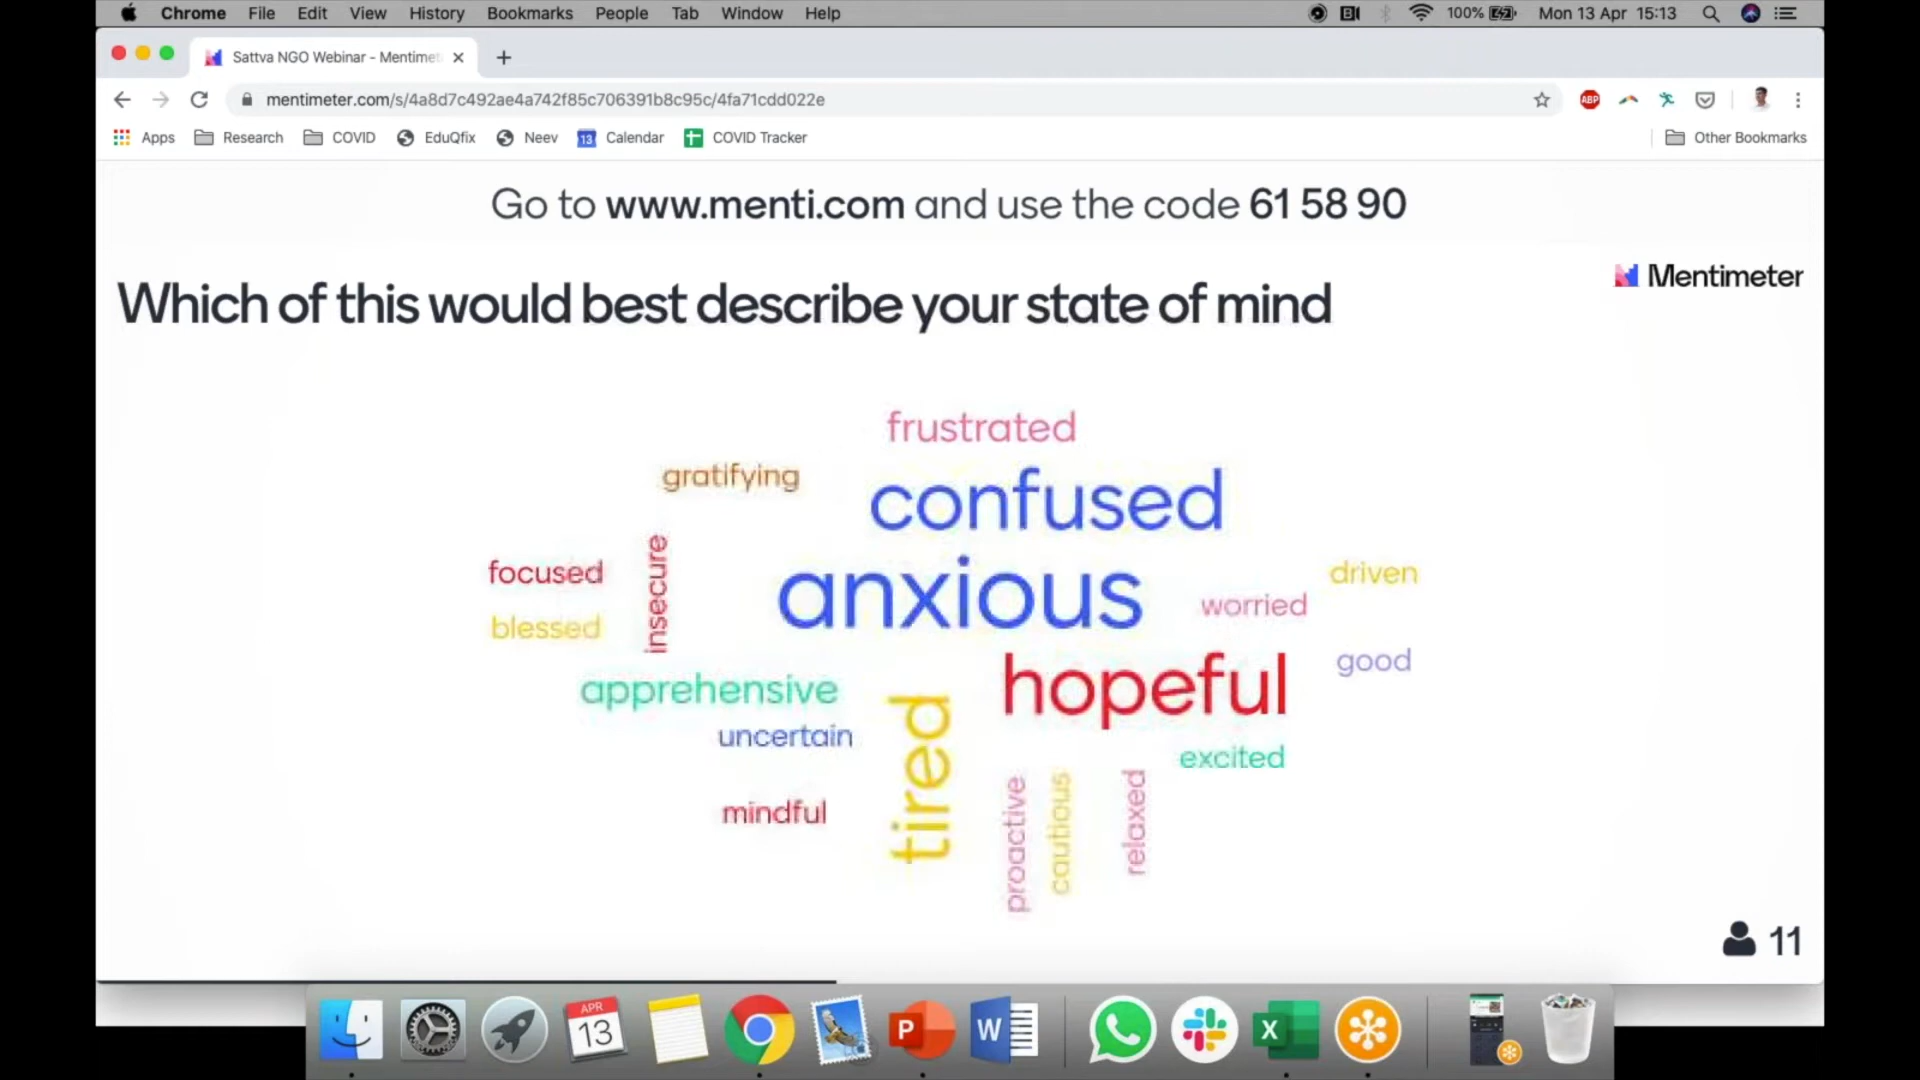 Chrome File Edit View History Bookmarks People Tab Window Help 100% Mon 13 Apr 15:13
Sattva NGO Webinar - Mentimet
mentimeter.com/s/4a8d7c492ae4a742f85c706391b8c95c/4fa71cdd022e ABP
Apps Research COVID EduQfix Neev 13 Calendar COVID Tracker Other Bookmarks
Go to www.menti.com and use the code 61 58 90
Mentimeter
Which of this would best describe your state of mind
frustrated
gratifying
confused
focused
insecure
anxious
driven
worried
blessed
hopeful
good
apprehensive
uncertain
tired
excited
mindful
proactive
cautious
relaxed
11
APR
13
P
W
X